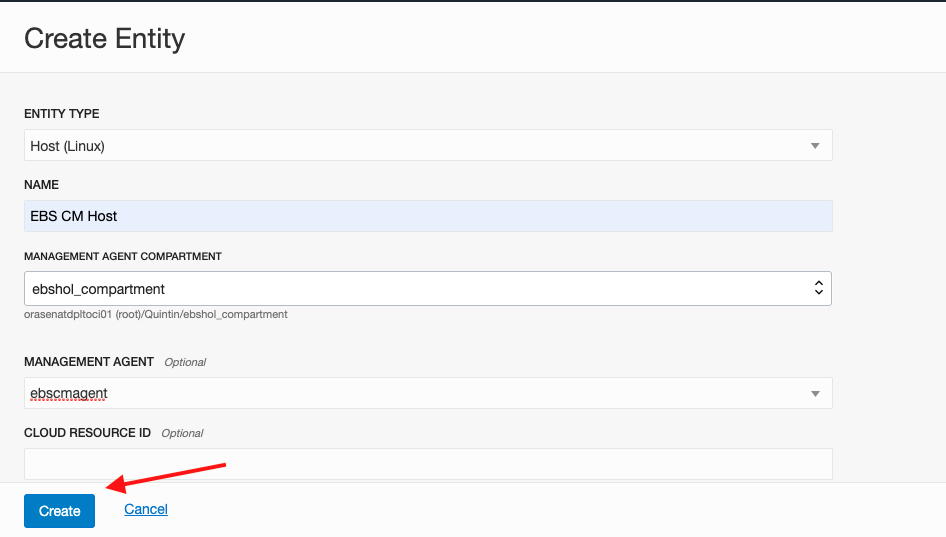 Create Entity
ENTITY TYPE
Host (Linux)
NAME
EBS CM Host
MANAGEMENT AGENT COMPARTMENT
ebshol_compartment
orasenatdpltoci01 (root)/Quintin/ebshol_compartment
MANAGEMENT AGENT Optional
ebscmagent
CLOUD RESOURCE ID Optional
Create Cancel